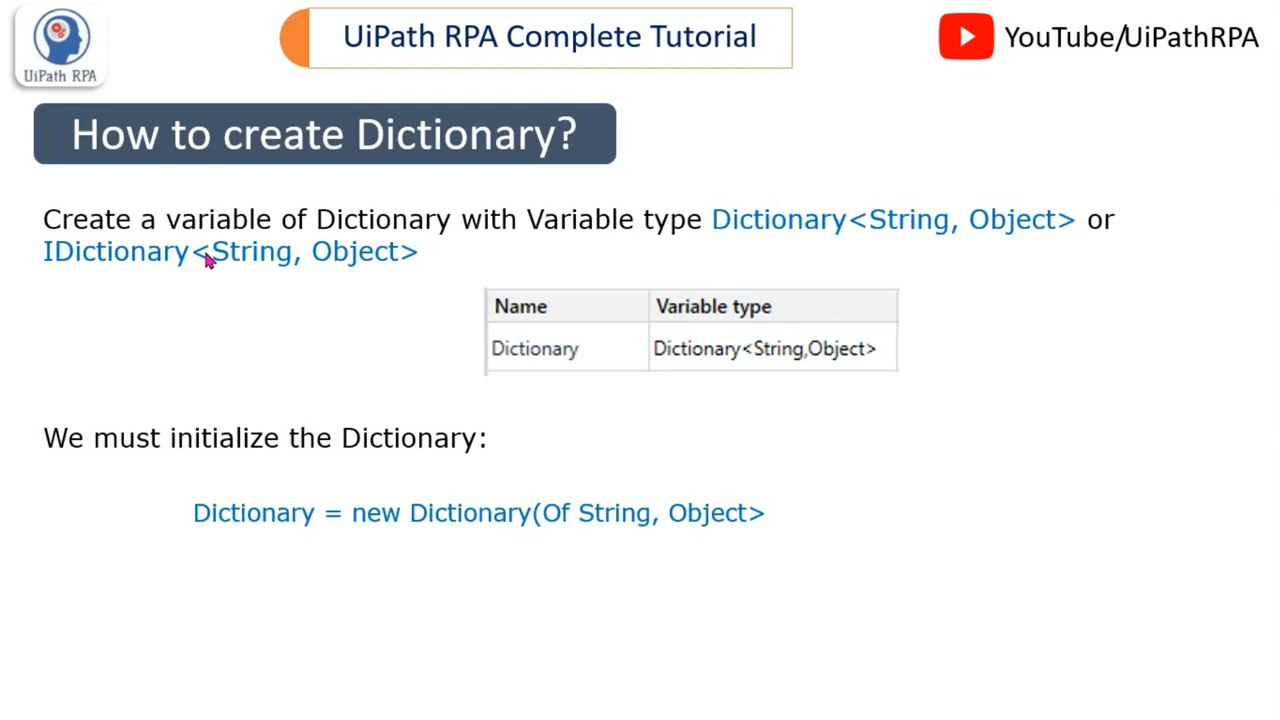 UiPath RPA
UiPath RPA Complete Tutorial
YouTube/UiPathRPA
How to create Dictionary?
Create a variable of Dictionary with Variable type Dictionary<String, Object> or
IDictionary<String, Object>
Name Variable type
Dictionary Dictionary<String,Object>
We must initialize the Dictionary:
Dictionary = new Dictionary(Of String, Object>